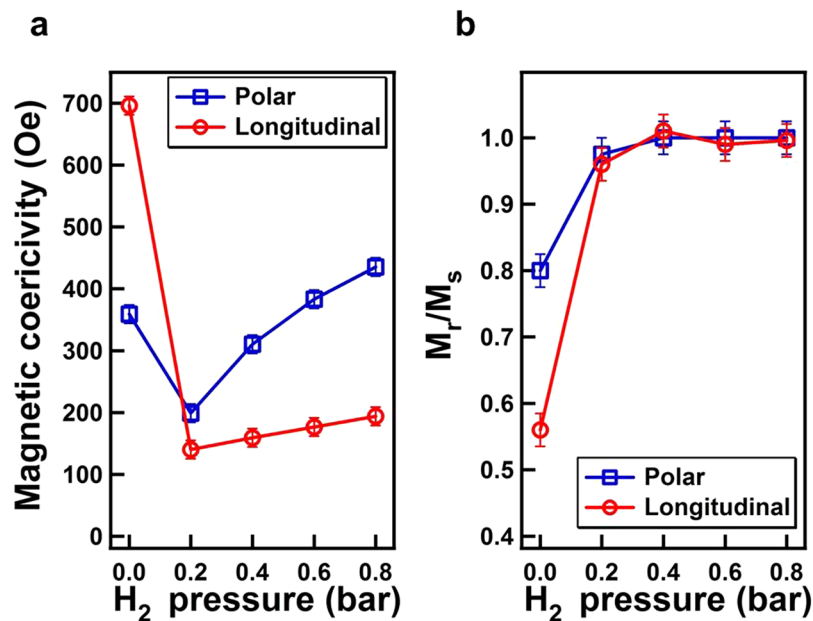 a
Magnetic coericivity (Oe)
700
600
500
400
300
200
100
0
Polar
Longitudinal
0.0 0.2 0.4 0.6 0.8
H₂ pressure (bar)
b
Mᵣ/Mₛ
1.0
0.9
0.8
0.7
0.6
0.5
0.4
Polar
Longitudinal
0.0 0.2 0.4 0.6 0.8
H₂ pressure (bar)